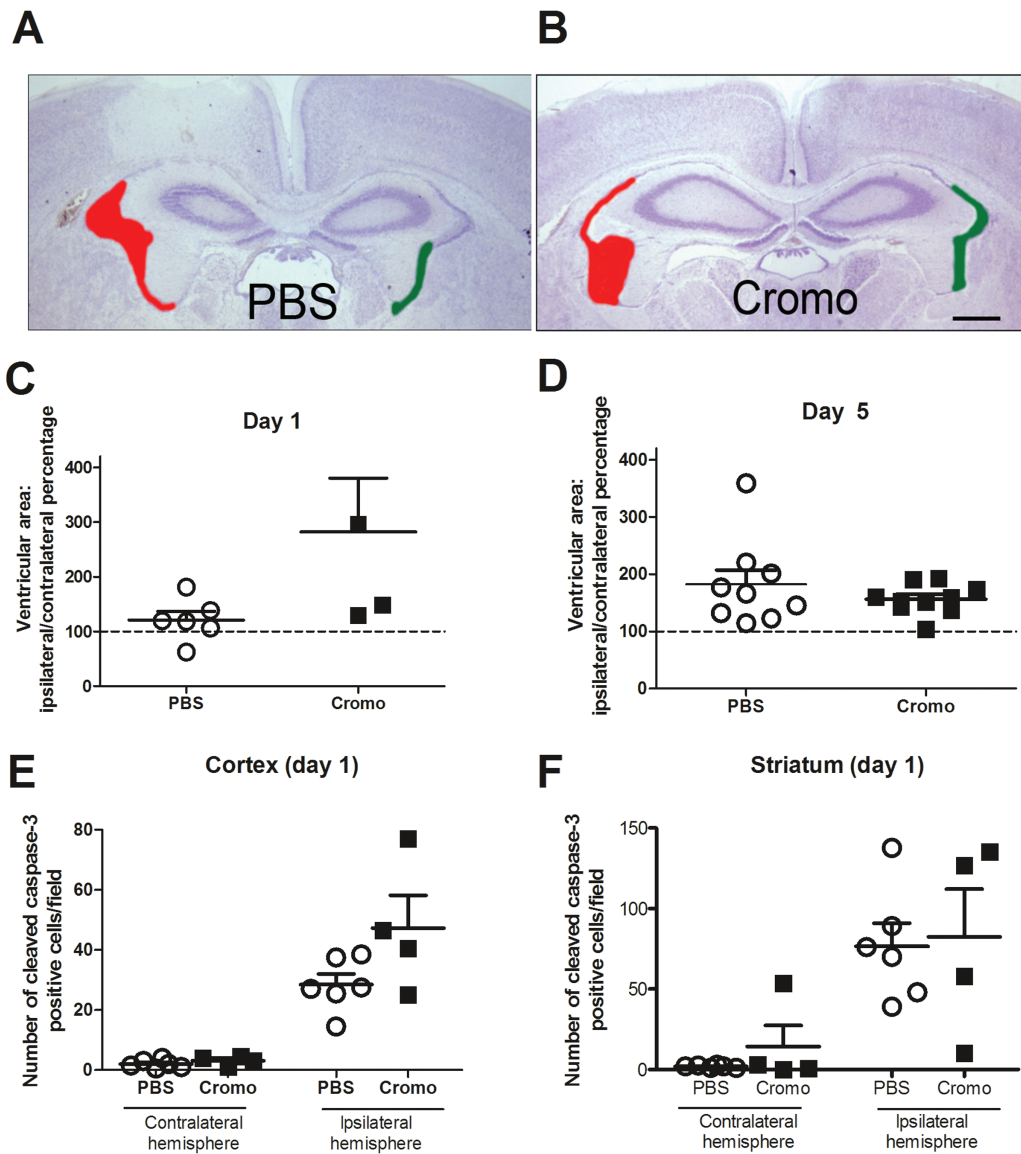 A
B
PBS
Cromo
C
Day 1
Ventricular area:
ipsilateral/contralateral percentage
400
300
200
100
0
PBS
Cromo
D
Day 5
Ventricular area:
ipsilateral/contralateral percentage
400
300
200
100
0
PBS
Cromo
E
Cortex (day 1)
Number of cleaved caspase-3
positive cells/field
80
60
40
20
0
PBS
Cromo
PBS
Cromo
Contralateral
hemisphere
Ipsilateral
hemisphere
F
Striatum (day 1)
Number of cleaved caspase-3
positive cells/field
150
100
50
0
PBS
Cromo
PBS
Cromo
Contralateral
hemisphere
Ipsilateral
hemisphere